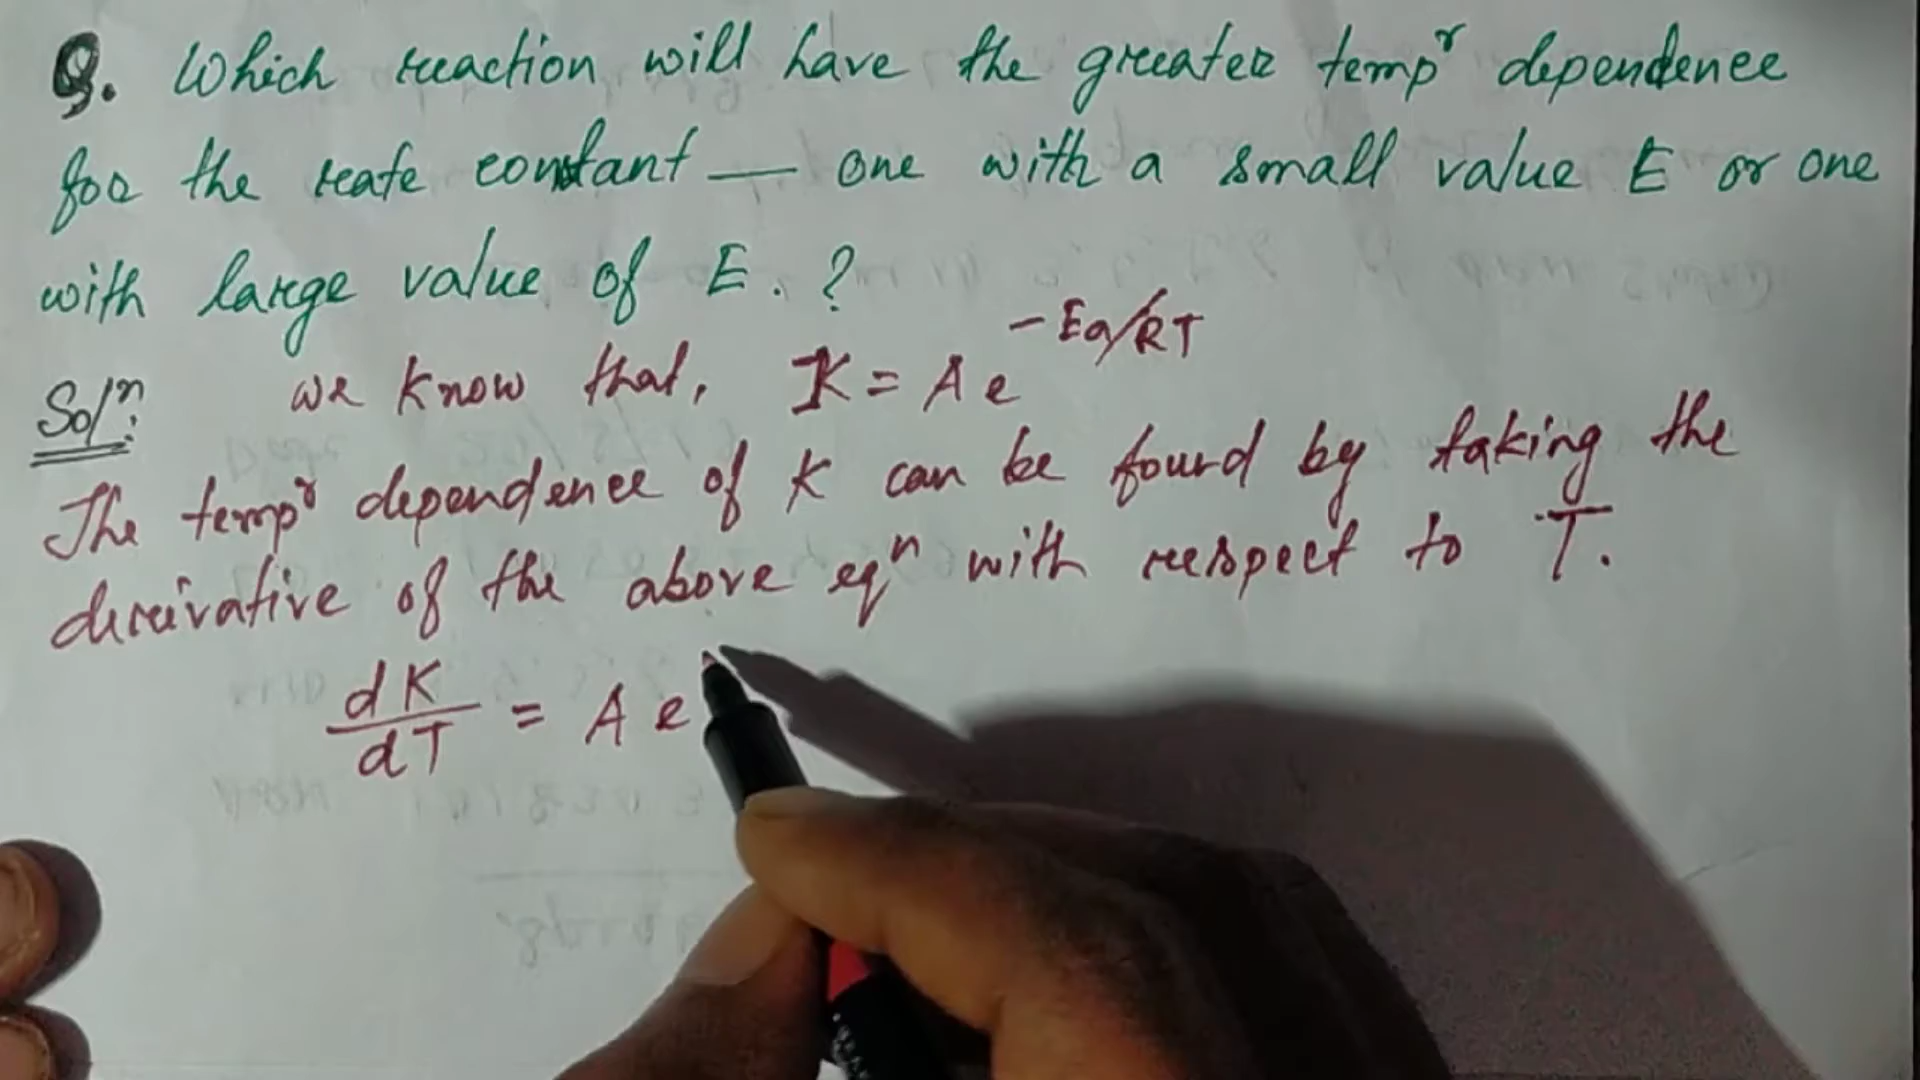 Q. Which reaction will have the greater tempr dependence
for the rate constant — one with a small value E or one
with large value of E. ?
Soln: we know that, K = A e^-Ea/RT
The tempr dependence of K can be found by taking the
derivative of the above eqn with respect to T.
dK/dT = A e